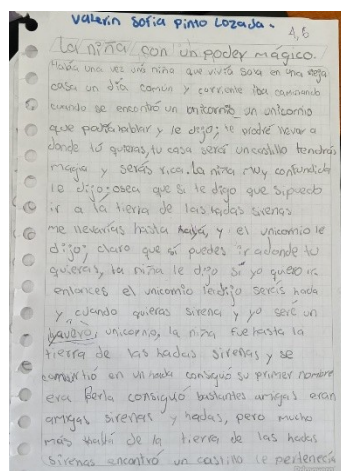 Valerin Sofia Pinto Lozada.
4,6
La niña con un poder mágico.
Había una vez una niña que vivía sola en una vieja
casa un día común y corriente iba caminando
cuando se encontró un unicornio un unicornio
que podía hablar y le dijo; te podré llevar a
donde tú quieras, tu casa será un castillo tendrás
magia y serás rica. La niña muy confundida
le dijo; osea que si le digo que si puedo
ir a la tierra de las hadas sirenas
me llevarías hasta haya, y el unicornio le
dijo; claro que sí puedes ir adonde tu
quieras, la niña le dijo sí yo quiero ir
entonces el unicornio le dijo serás hada
y cuando quieras sirena y yo seré un
unicornio, la niña fue hasta la
tierra de las hadas sirenas y se
convirtió en un hada consiguó su primer nombre
era Perla consiguó bastantes amigas eran
amigas sirenas y hadas, pero mucho
más de la tierra de las hadas
sirenas encontró un castillo le pertenecía